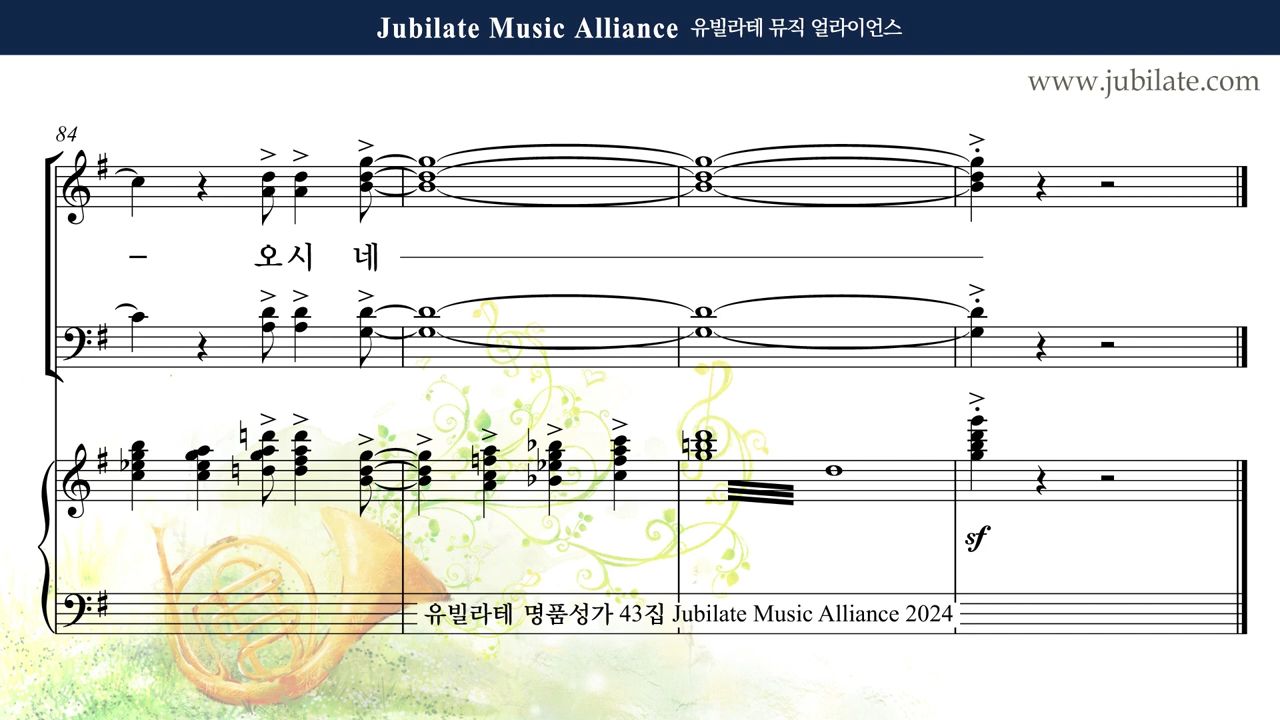 Jubilate Music Alliance 유빌라테 뮤직 얼라이언스
www.jubilate.com
84
- 오시 네
sf
유빌라테 명품성가 43집 Jubilate Music Alliance 2024